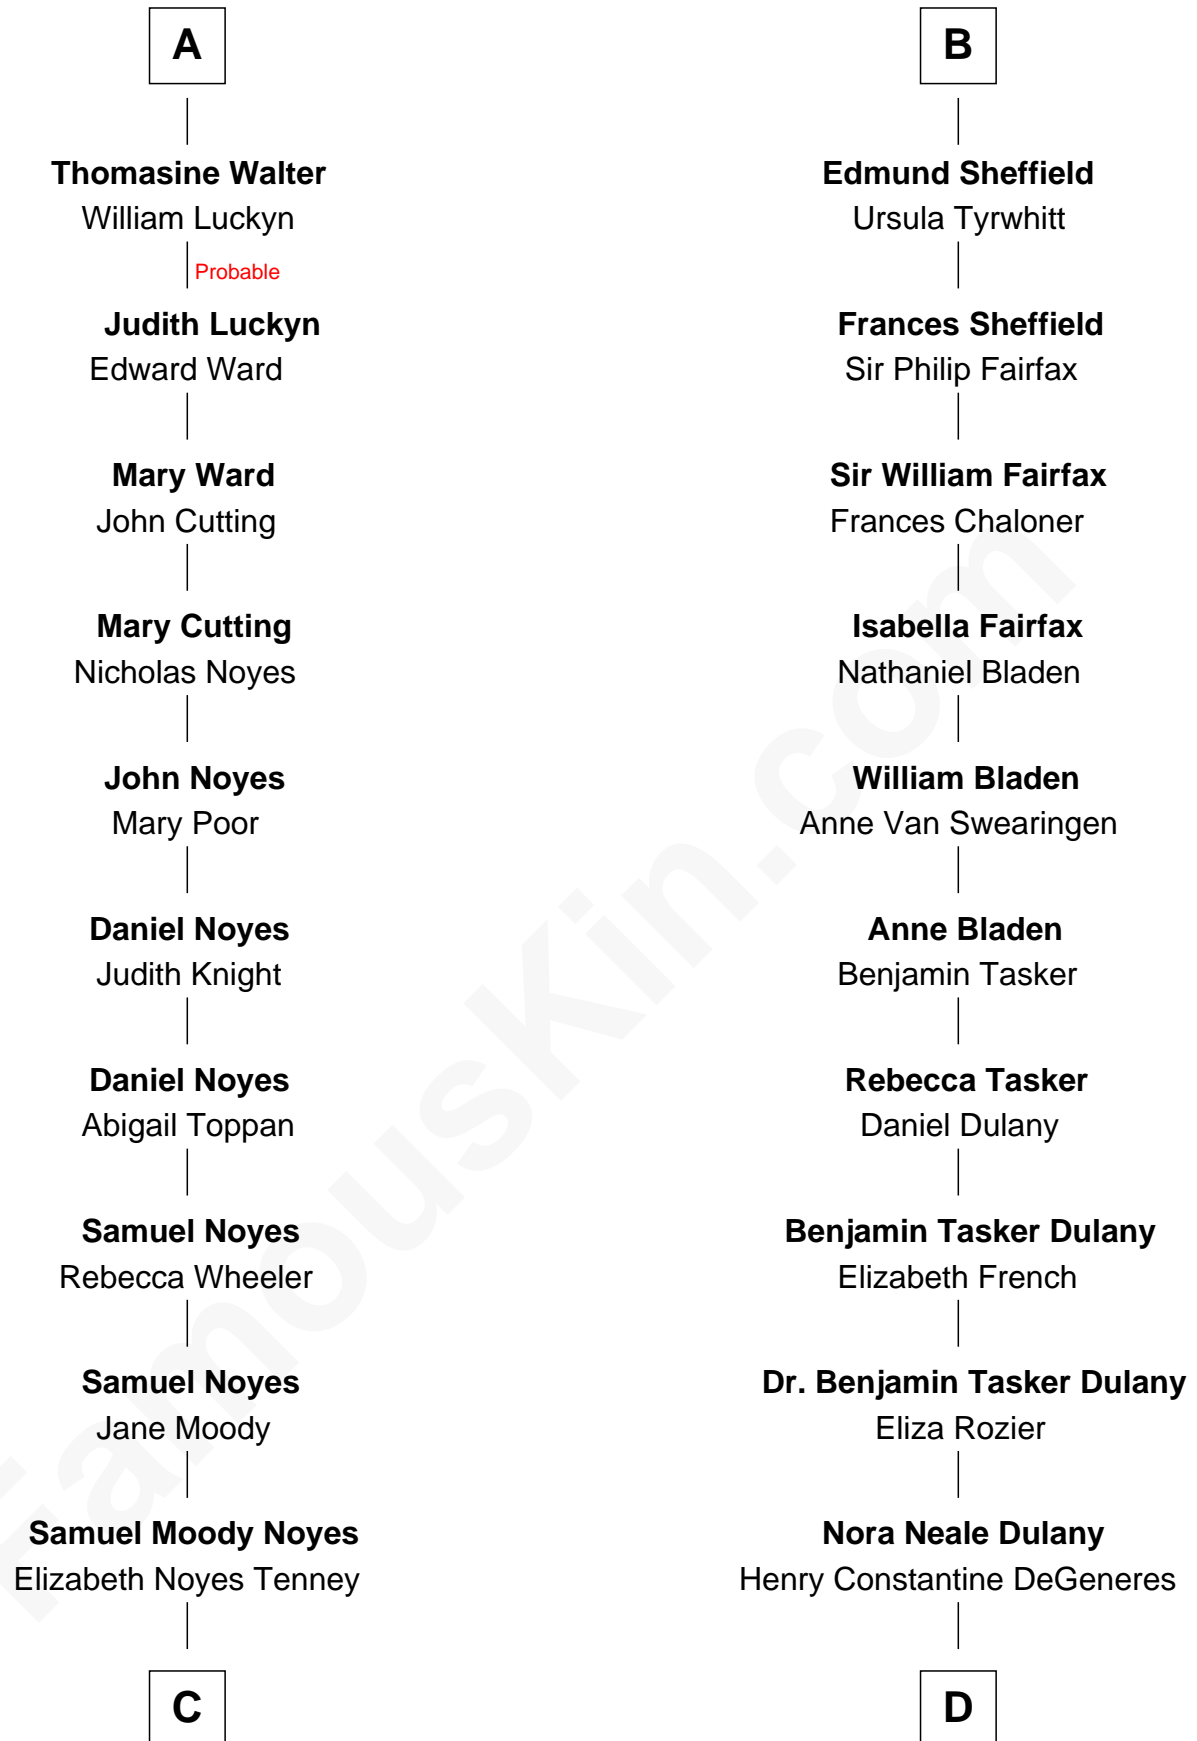 A
Thomasine Walter
William Luckyn
Probable
Judith Luckyn
Edward Ward
Mary Ward
John Cutting
Mary Cutting
Nicholas Noyes
John Noyes
Mary Poor
Daniel Noyes
Judith Knight
Daniel Noyes
Abigail Toppan
Samuel Noyes
Rebecca Wheeler
Samuel Noyes
Jane Moody
Samuel Moody Noyes
Elizabeth Noyes Tenney
C
B
Edmund Sheffield
Ursula Tyrwhitt
Frances Sheffield
Sir Philip Fairfax
Sir William Fairfax
Frances Chaloner
Isabella Fairfax
Nathaniel Bladen
William Bladen
Anne Van Swearingen
Anne Bladen
Benjamin Tasker
Rebecca Tasker
Daniel Dulany
Benjamin Tasker Dulany
Elizabeth French
Dr. Benjamin Tasker Dulany
Eliza Rozier
Nora Neale Dulany
Henry Constantine DeGeneres
D
FamousKin.com